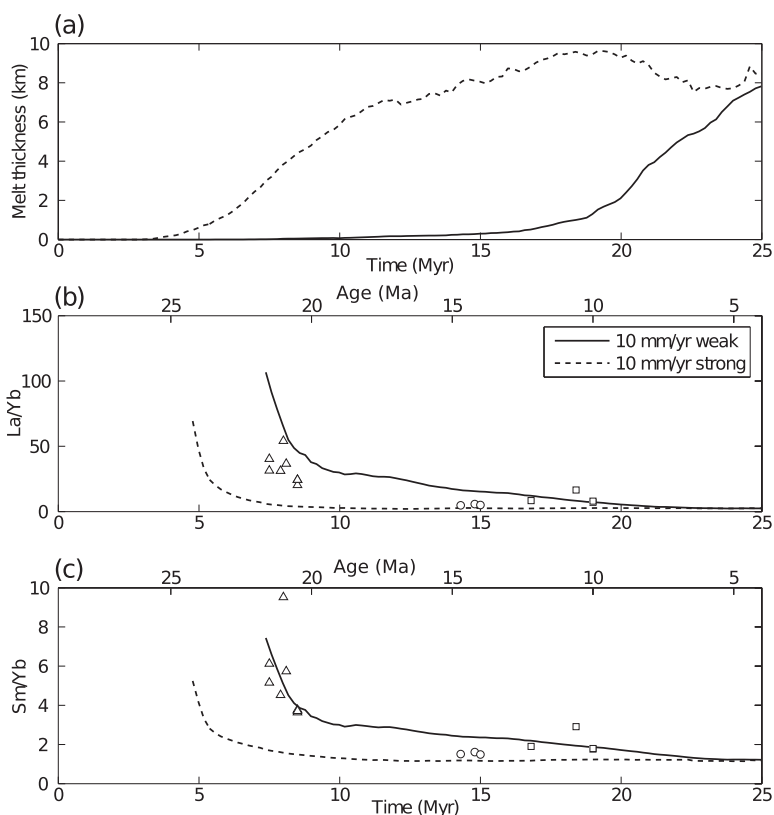 (a)
10
8
6
4
2
0
Melt thickness (km)
0 5 10 15 20 25
Time (Myr)
(b)
Age (Ma)
25 20 15 10 5
150
100
50
0
La/Yb
10 mm/yr weak
10 mm/yr strong
0 5 10 15 20 25
(c)
Age (Ma)
25 20 15 10 5
10
8
6
4
2
0
Sm/Yb
0 5 10 15 20 25
Time (Myr)